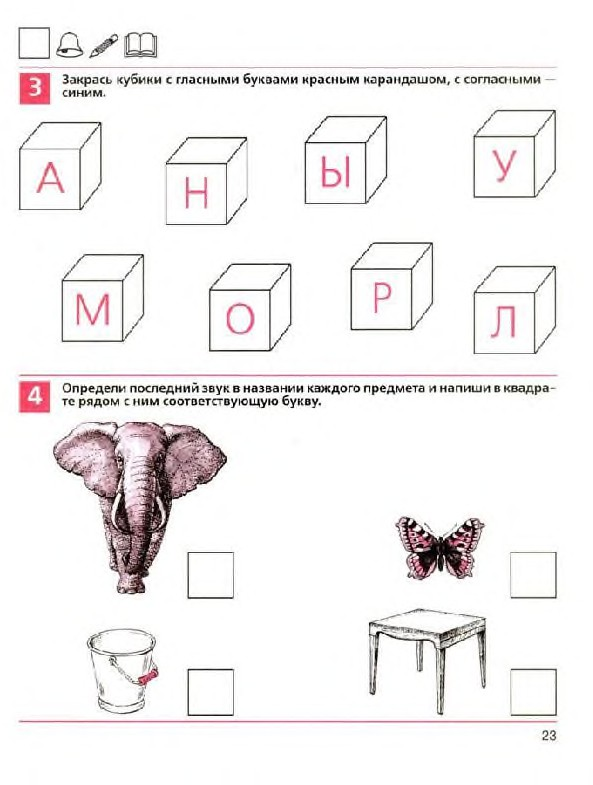 3 Закрась кубики с гласными буквами красным карандашом, с согласными —
синим.
А Н Ы У
М О Р Л
4 Определи последний звук в названии каждого предмета и напиши в квадра-
те рядом с ним соответствующую букву.
23